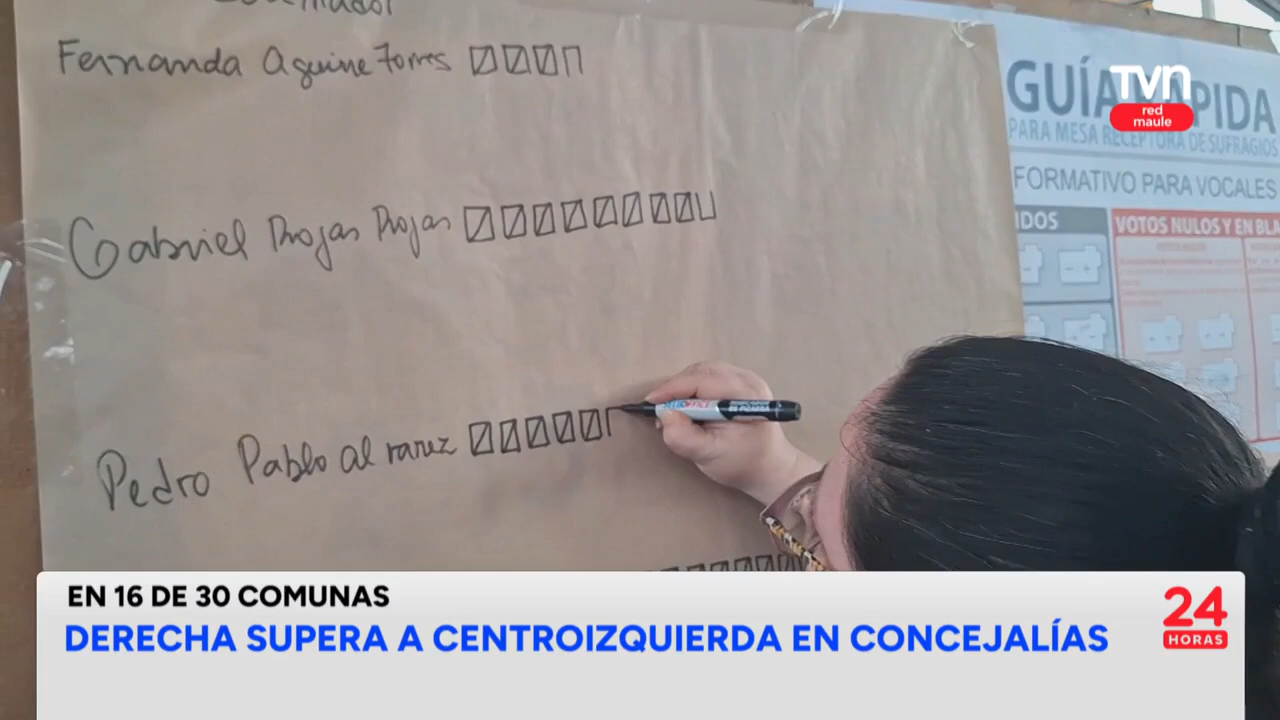 Fernanda Aguirre Torres
Gabriel Rojas Rojas
Pedro Pablo Alvarez
GUÍA RÁPIDA
PARA MESA RECEPTORA DE SUFRAGIOS
FORMATIVO PARA VOCALES
IDOS
VOTOS NULOS Y EN BLA
TVN
red
maule
EN 16 DE 30 COMUNAS
DERECHA SUPERA A CENTROIZQUIERDA EN CONCEJALÍAS
24
HORAS